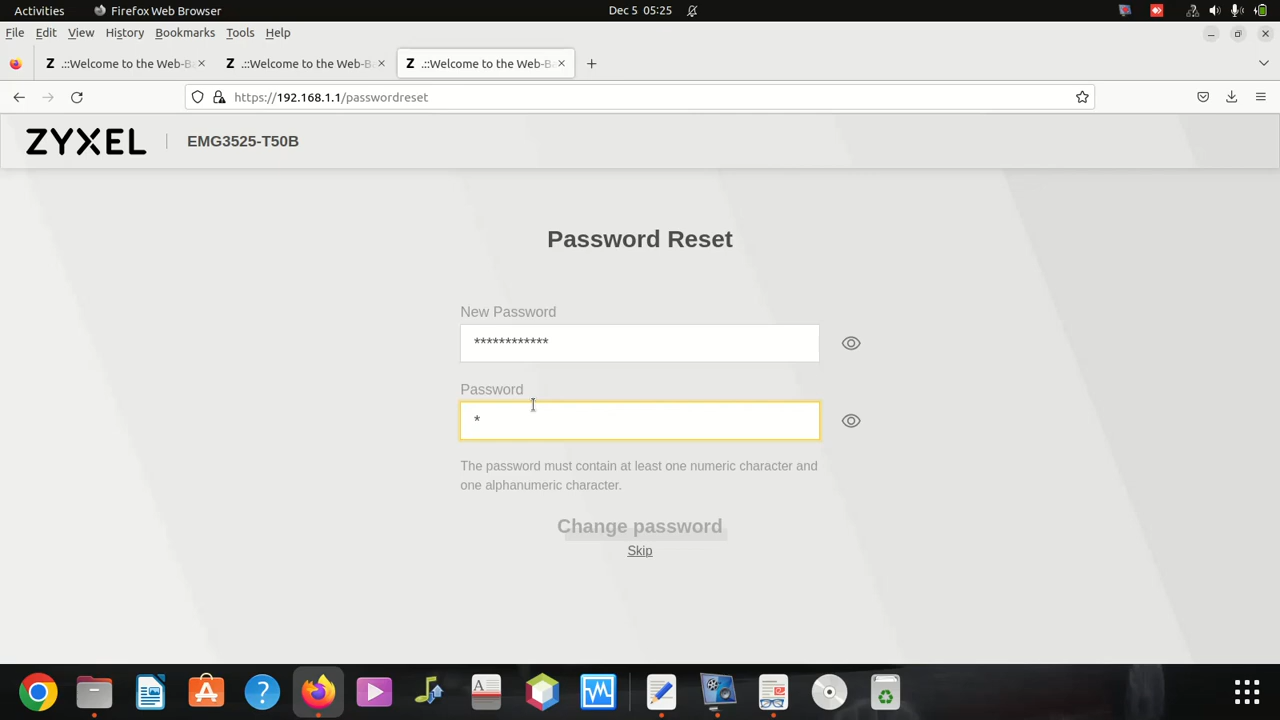 Activities
Firefox Web Browser
Dec 5 05:25
File Edit View History Bookmarks Tools Help
Z .::Welcome to the Web-B
Z .::Welcome to the Web-B
Z .::Welcome to the Web-B
https://192.168.1.1/passwordreset
ZYXEL
EMG3525-T50B
Password Reset
New Password
************
Password
*
The password must contain at least one numeric character and
one alphanumeric character.
Change password
Skip